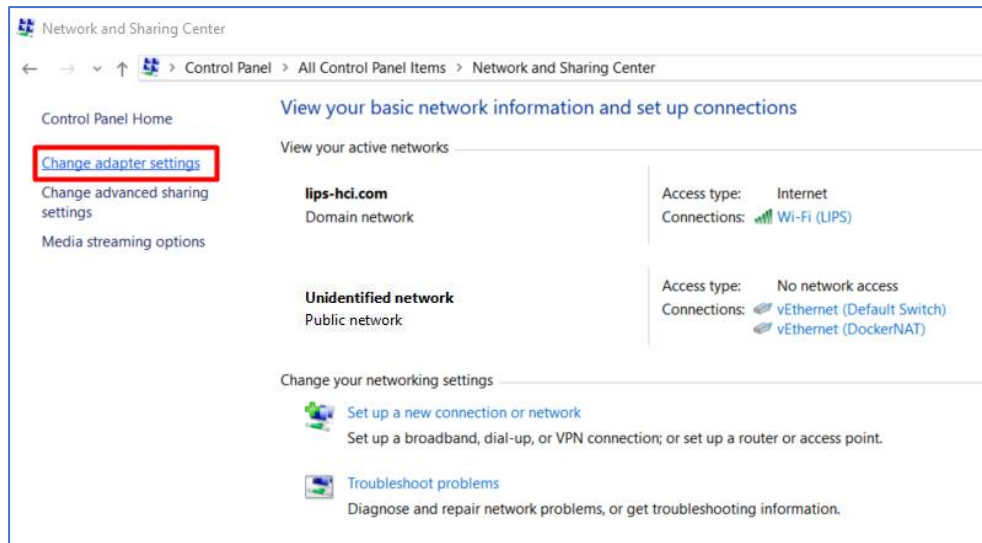 Network and Sharing Center
Control Panel > All Control Panel Items > Network and Sharing Center
Control Panel Home
Change adapter settings
Change advanced sharing
settings
Media streaming options
View your basic network information and set up connections
View your active networks
lips-hci.com
Domain network
Access type: Internet
Connections: Wi-Fi (LIPS)
Unidentified network
Public network
Access type: No network access
Connections: vEthernet (Default Switch)
vEthernet (DockerNAT)
Change your networking settings
Set up a new connection or network
Set up a broadband, dial-up, or VPN connection; or set up a router or access point.
Troubleshoot problems
Diagnose and repair network problems, or get troubleshooting information.